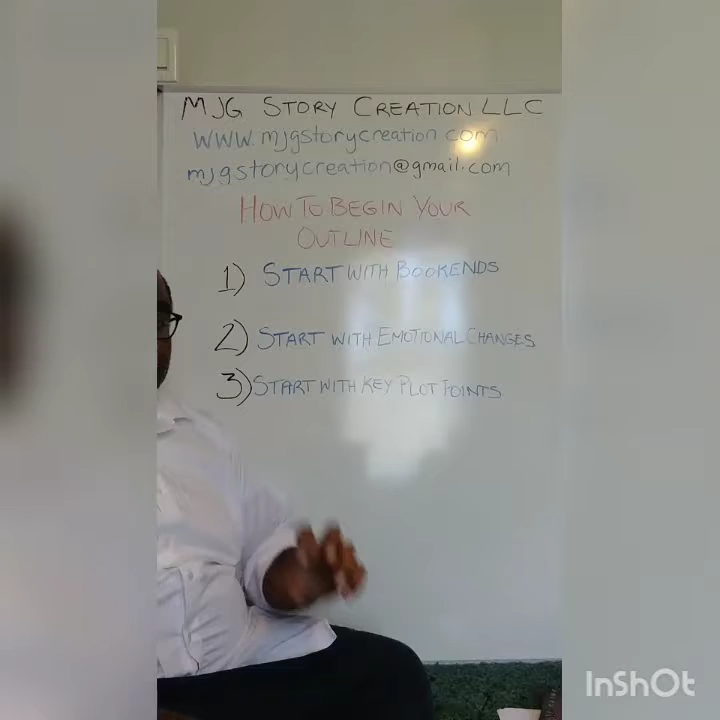 MJG STORY CREATION LLC
www.mjgstorycreation.com
mjgstorycreation@gmail.com
HOW TO BEGIN YOUR
OUTLINE
1) START WITH BOOKENDS
2) START WITH EMOTIONAL CHANGES
3) START WITH KEY PLOT POINTS
InShOt